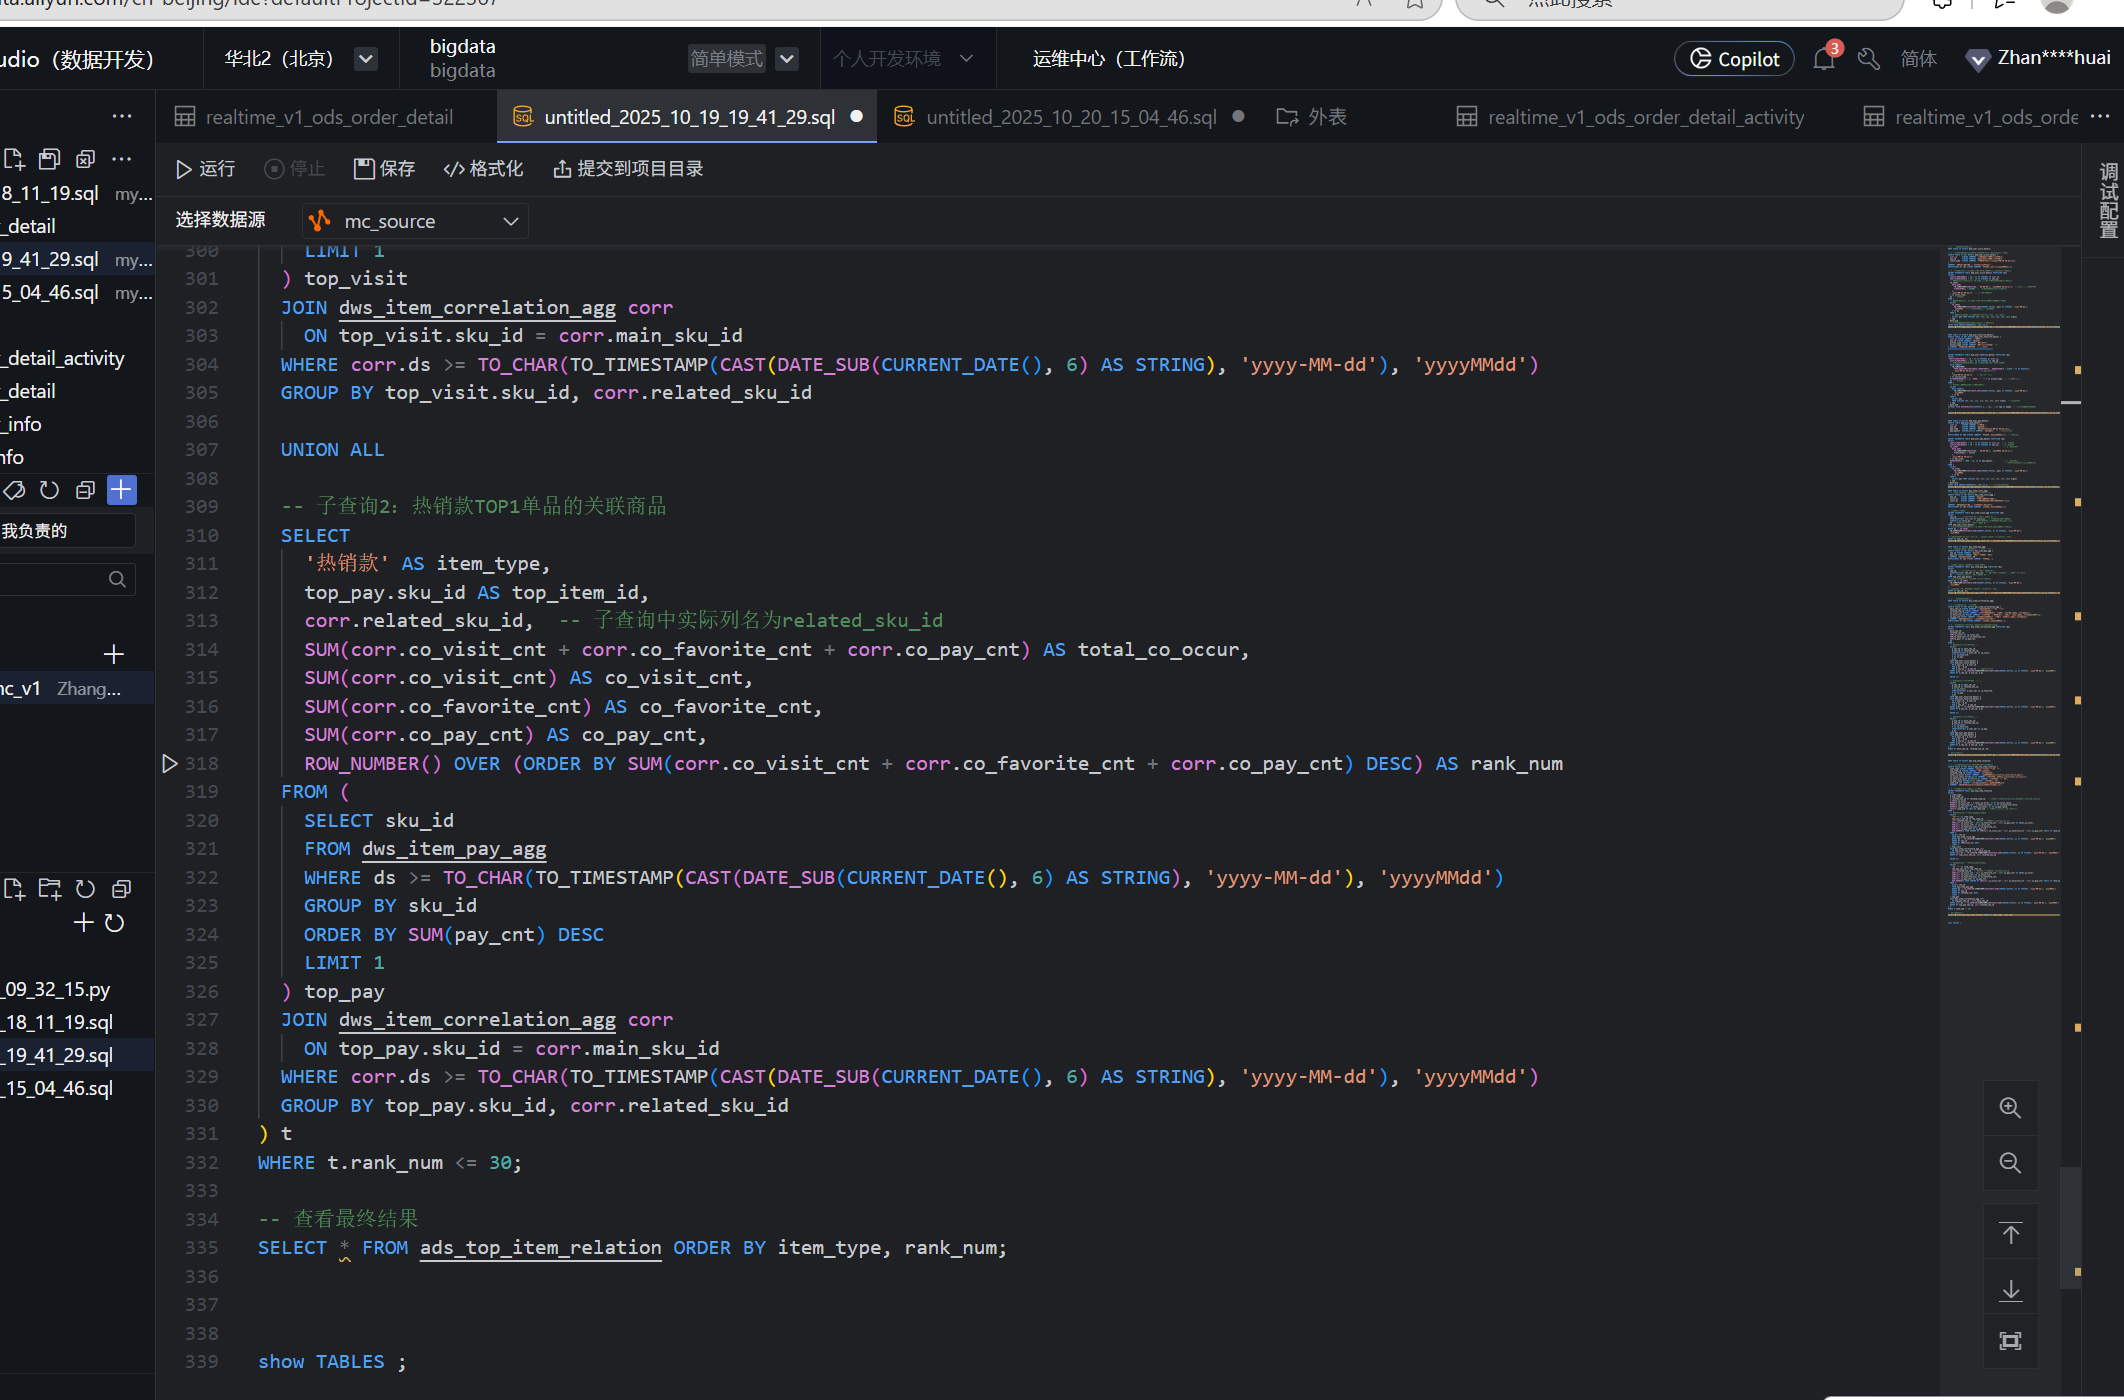 udio（数据开发）
华北2（北京）
bigdata
bigdata
简单模式
个人开发环境
运维中心（工作流）
Copilot
3
简体
Zhan****huai
realtime_v1_ods_order_detail
untitled_2025_10_19_19_41_29.sql
untitled_2025_10_20_15_04_46.sql
外表
realtime_v1_ods_order_detail_activity
realtime_v1_ods_orde
运行
停止
保存
格式化
提交到项目目录
调试配置
选择数据源
mc_source
8_11_19.sql my...
_detail
9_41_29.sql my...
5_04_46.sql my...
_detail_activity
_detail
_info
nfo
我负责的
nc_v1 Zhang...
_09_32_15.py
_18_11_19.sql
_19_41_29.sql
_15_04_46.sql
300 LIMIT 1
301 ) top_visit
302 JOIN dws_item_correlation_agg corr
303 ON top_visit.sku_id = corr.main_sku_id
304 WHERE corr.ds >= TO_CHAR(TO_TIMESTAMP(CAST(DATE_SUB(CURRENT_DATE(), 6) AS STRING), 'yyyy-MM-dd'), 'yyyyMMdd')
305 GROUP BY top_visit.sku_id, corr.related_sku_id
306
307 UNION ALL
308
309 -- 子查询2：热销款TOP1单品的关联商品
310 SELECT
311 '热销款' AS item_type,
312 top_pay.sku_id AS top_item_id,
313 corr.related_sku_id, -- 子查询中实际列名为related_sku_id
314 SUM(corr.co_visit_cnt + corr.co_favorite_cnt + corr.co_pay_cnt) AS total_co_occur,
315 SUM(corr.co_visit_cnt) AS co_visit_cnt,
316 SUM(corr.co_favorite_cnt) AS co_favorite_cnt,
317 SUM(corr.co_pay_cnt) AS co_pay_cnt,
318 ROW_NUMBER() OVER (ORDER BY SUM(corr.co_visit_cnt + corr.co_favorite_cnt + corr.co_pay_cnt) DESC) AS rank_num
319 FROM (
320 SELECT sku_id
321 FROM dws_item_pay_agg
322 WHERE ds >= TO_CHAR(TO_TIMESTAMP(CAST(DATE_SUB(CURRENT_DATE(), 6) AS STRING), 'yyyy-MM-dd'), 'yyyyMMdd')
323 GROUP BY sku_id
324 ORDER BY SUM(pay_cnt) DESC
325 LIMIT 1
326 ) top_pay
327 JOIN dws_item_correlation_agg corr
328 ON top_pay.sku_id = corr.main_sku_id
329 WHERE corr.ds >= TO_CHAR(TO_TIMESTAMP(CAST(DATE_SUB(CURRENT_DATE(), 6) AS STRING), 'yyyy-MM-dd'), 'yyyyMMdd')
330 GROUP BY top_pay.sku_id, corr.related_sku_id
331 ) t
332 WHERE t.rank_num <= 30;
333
334 -- 查看最终结果
335 SELECT * FROM ads_top_item_relation ORDER BY item_type, rank_num;
336
337
338
339 show TABLES ;